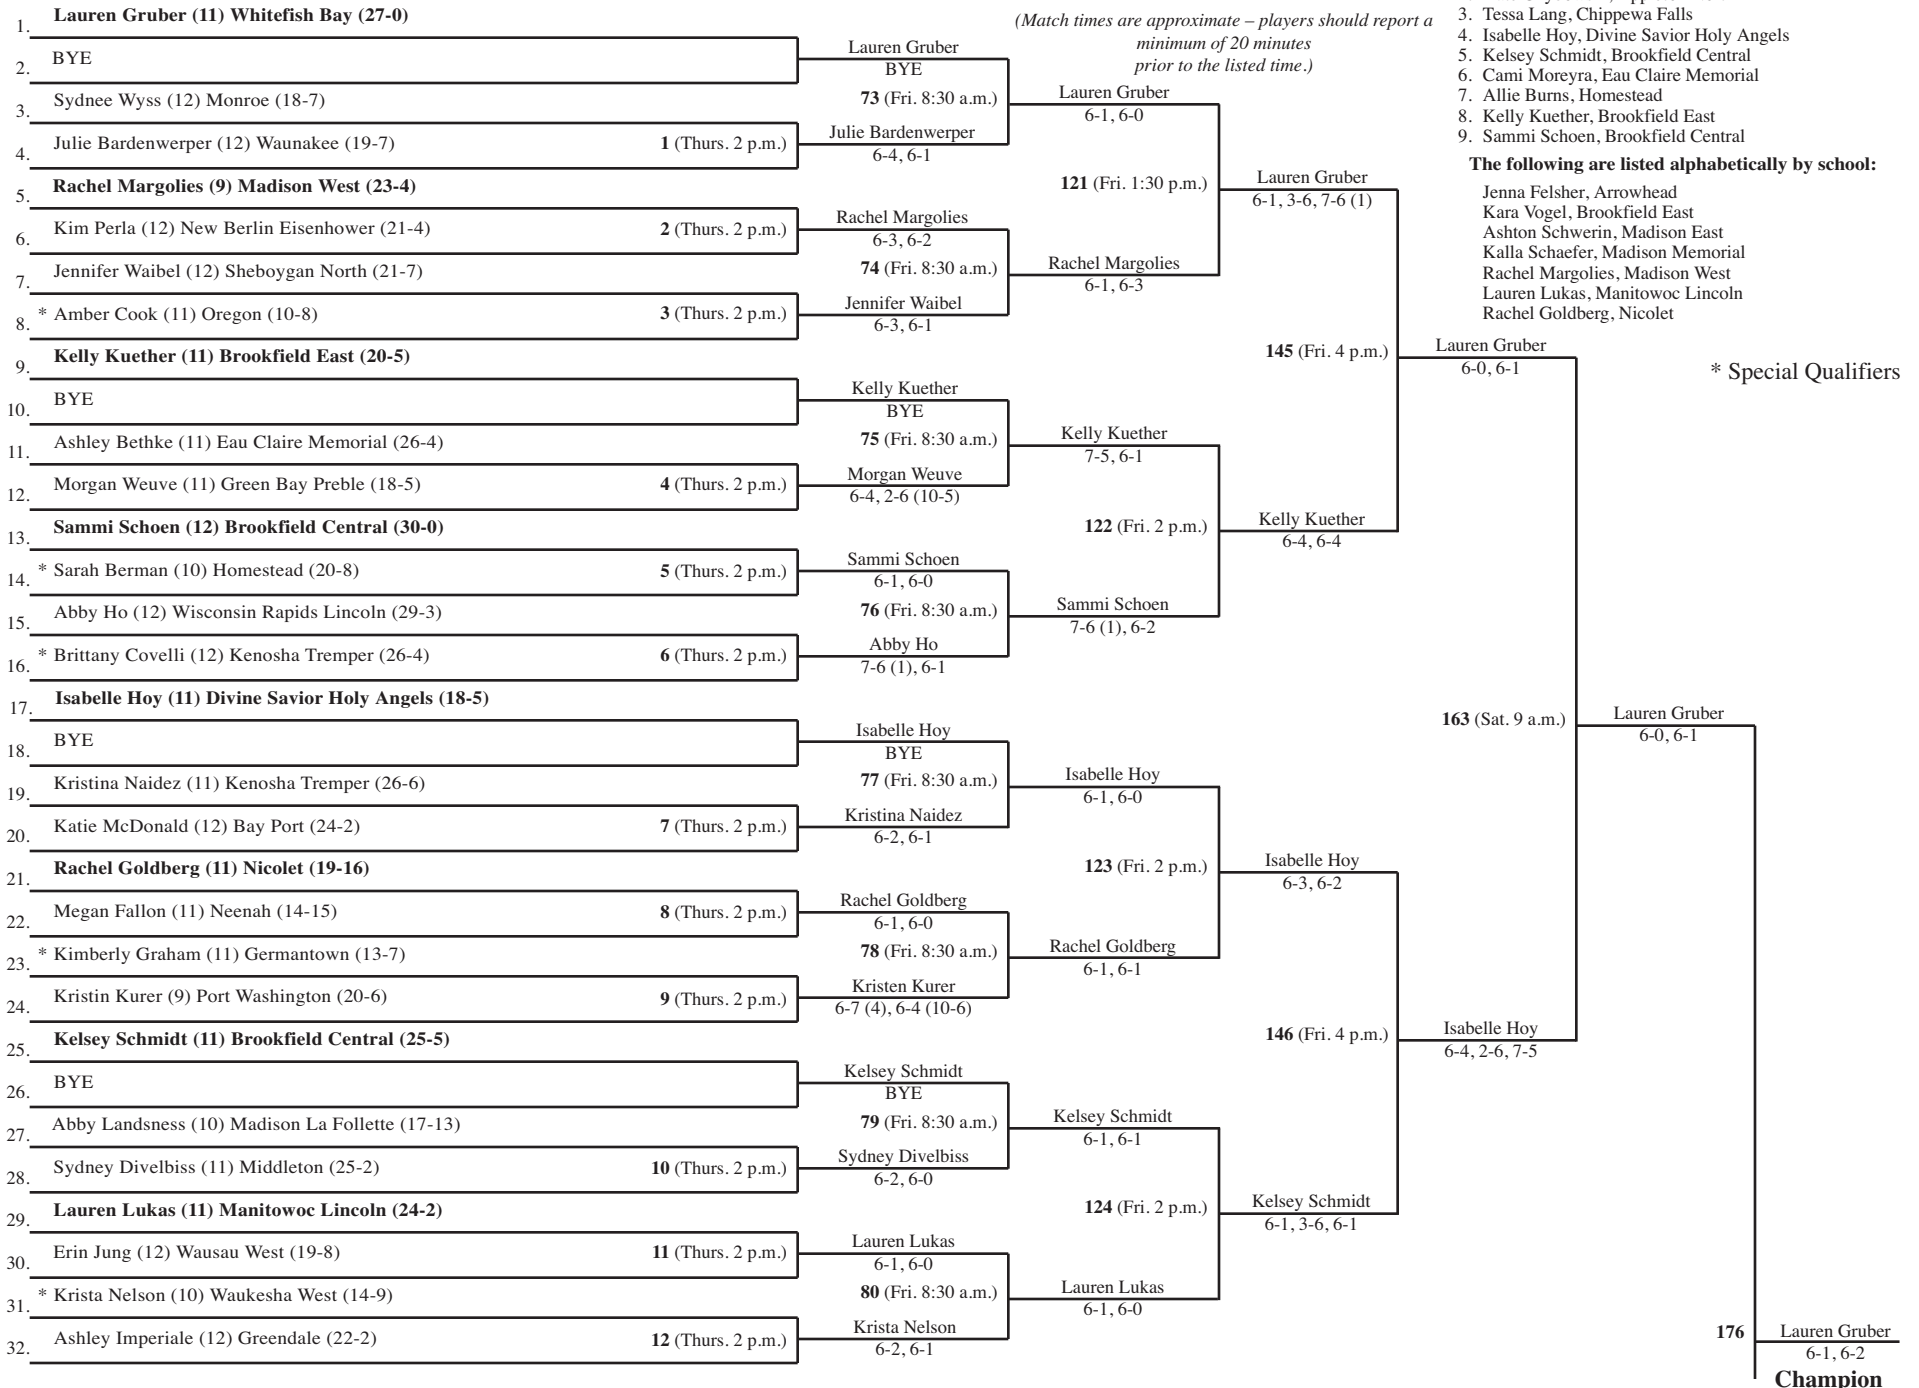 1. Lauren Gruber (11) Whitefish Bay (27-0)
2. BYE
3. Sydnee Wyss (12) Monroe (18-7)
4. Julie Bardenwerper (12) Waunakee (19-7)
1 (Thurs. 2 p.m.)
5. Rachel Margolies (9) Madison West (23-4)
6. Kim Perla (12) New Berlin Eisenhower (21-4)
2 (Thurs. 2 p.m.)
7. Jennifer Waibel (12) Sheboygan North (21-7)
8. * Amber Cook (11) Oregon (10-8)
3 (Thurs. 2 p.m.)
9. Kelly Kuether (11) Brookfield East (20-5)
10. BYE
11. Ashley Bethke (11) Eau Claire Memorial (26-4)
12. Morgan Weuve (11) Green Bay Preble (18-5)
4 (Thurs. 2 p.m.)
13. Sammi Schoen (12) Brookfield Central (30-0)
14. * Sarah Berman (10) Homestead (20-8)
5 (Thurs. 2 p.m.)
15. Abby Ho (12) Wisconsin Rapids Lincoln (29-3)
16. * Brittany Covelli (12) Kenosha Tremper (26-4)
6 (Thurs. 2 p.m.)
17. Isabelle Hoy (11) Divine Savior Holy Angels (18-5)
18. BYE
19. Kristina Naidez (11) Kenosha Tremper (26-6)
20. Katie McDonald (12) Bay Port (24-2)
7 (Thurs. 2 p.m.)
21. Rachel Goldberg (11) Nicolet (19-16)
22. Megan Fallon (11) Neenah (14-15)
8 (Thurs. 2 p.m.)
23. * Kimberly Graham (11) Germantown (13-7)
24. Kristin Kurer (9) Port Washington (20-6)
9 (Thurs. 2 p.m.)
25. Kelsey Schmidt (11) Brookfield Central (25-5)
26. BYE
27. Abby Landsness (10) Madison La Follette (17-13)
28. Sydney Divelbiss (11) Middleton (25-2)
10 (Thurs. 2 p.m.)
29. Lauren Lukas (11) Manitowoc Lincoln (24-2)
30. Erin Jung (12) Wausau West (19-8)
11 (Thurs. 2 p.m.)
31. * Krista Nelson (10) Waukesha West (14-9)
32. Ashley Imperiale (12) Greendale (22-2)
12 (Thurs. 2 p.m.)
Lauren Gruber
BYE
73 (Fri. 8:30 a.m.)
Julie Bardenwerper
6-4, 6-1
Rachel Margolies
6-3, 6-2
74 (Fri. 8:30 a.m.)
Jennifer Waibel
6-3, 6-1
Kelly Kuether
BYE
75 (Fri. 8:30 a.m.)
Morgan Weuve
6-4, 2-6 (10-5)
Sammi Schoen
6-1, 6-0
76 (Fri. 8:30 a.m.)
Abby Ho
7-6 (1), 6-1
Isabelle Hoy
BYE
77 (Fri. 8:30 a.m.)
Kristina Naidez
6-2, 6-1
Rachel Goldberg
6-1, 6-0
78 (Fri. 8:30 a.m.)
Kristen Kurer
6-7 (4), 6-4 (10-6)
Kelsey Schmidt
BYE
79 (Fri. 8:30 a.m.)
Sydney Divelbiss
6-2, 6-0
Lauren Lukas
6-1, 6-0
80 (Fri. 8:30 a.m.)
Krista Nelson
6-2, 6-1
(Match times are approximate – players should report a
minimum of 20 minutes
prior to the listed time.)
Lauren Gruber
6-1, 6-0
121 (Fri. 1:30 p.m.)
Rachel Margolies
6-1, 6-3
Kelly Kuether
7-5, 6-1
122 (Fri. 2 p.m.)
Sammi Schoen
7-6 (1), 6-2
Isabelle Hoy
6-1, 6-0
123 (Fri. 2 p.m.)
Rachel Goldberg
6-1, 6-1
Kelsey Schmidt
6-1, 6-1
124 (Fri. 2 p.m.)
Lauren Lukas
6-1, 6-0
Lauren Gruber
6-1, 3-6, 7-6 (1)
145 (Fri. 4 p.m.)
Kelly Kuether
6-4, 6-4
Isabelle Hoy
6-3, 6-2
146 (Fri. 4 p.m.)
Kelsey Schmidt
6-1, 3-6, 6-1
Lauren Gruber
6-0, 6-1
163 (Sat. 9 a.m.)
Isabelle Hoy
6-4, 2-6, 7-5
Lauren Gruber
6-0, 6-1
176
Lauren Gruber
6-1, 6-2
Champion
3. Tessa Lang, Chippewa Falls
4. Isabelle Hoy, Divine Savior Holy Angels
5. Kelsey Schmidt, Brookfield Central
6. Cami Moreyra, Eau Claire Memorial
7. Allie Burns, Homestead
8. Kelly Kuether, Brookfield East
9. Sammi Schoen, Brookfield Central
The following are listed alphabetically by school:
Jenna Felsher, Arrowhead
Kara Vogel, Brookfield East
Ashton Schwerin, Madison East
Kalla Schaefer, Madison Memorial
Rachel Margolies, Madison West
Lauren Lukas, Manitowoc Lincoln
Rachel Goldberg, Nicolet
* Special Qualifiers